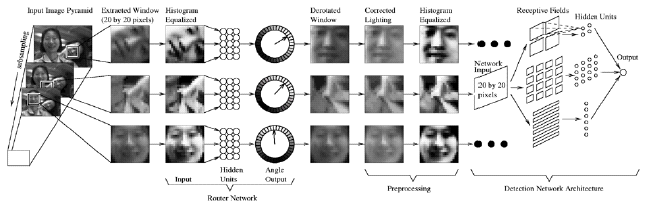 Input Image Pyramid
Extracted Window
(20 by 20 pixels)
Histogram
Equalized
Derotated
Window
Corrected
Lighting
Histogram
Equalized
Receptive Fields
Hidden Units
subsampling
Network
Input
Output
20 by 20
pixels
Input
Hidden
Units
Angle
Output
Router Network
Preprocessing
Detection Network Architecture